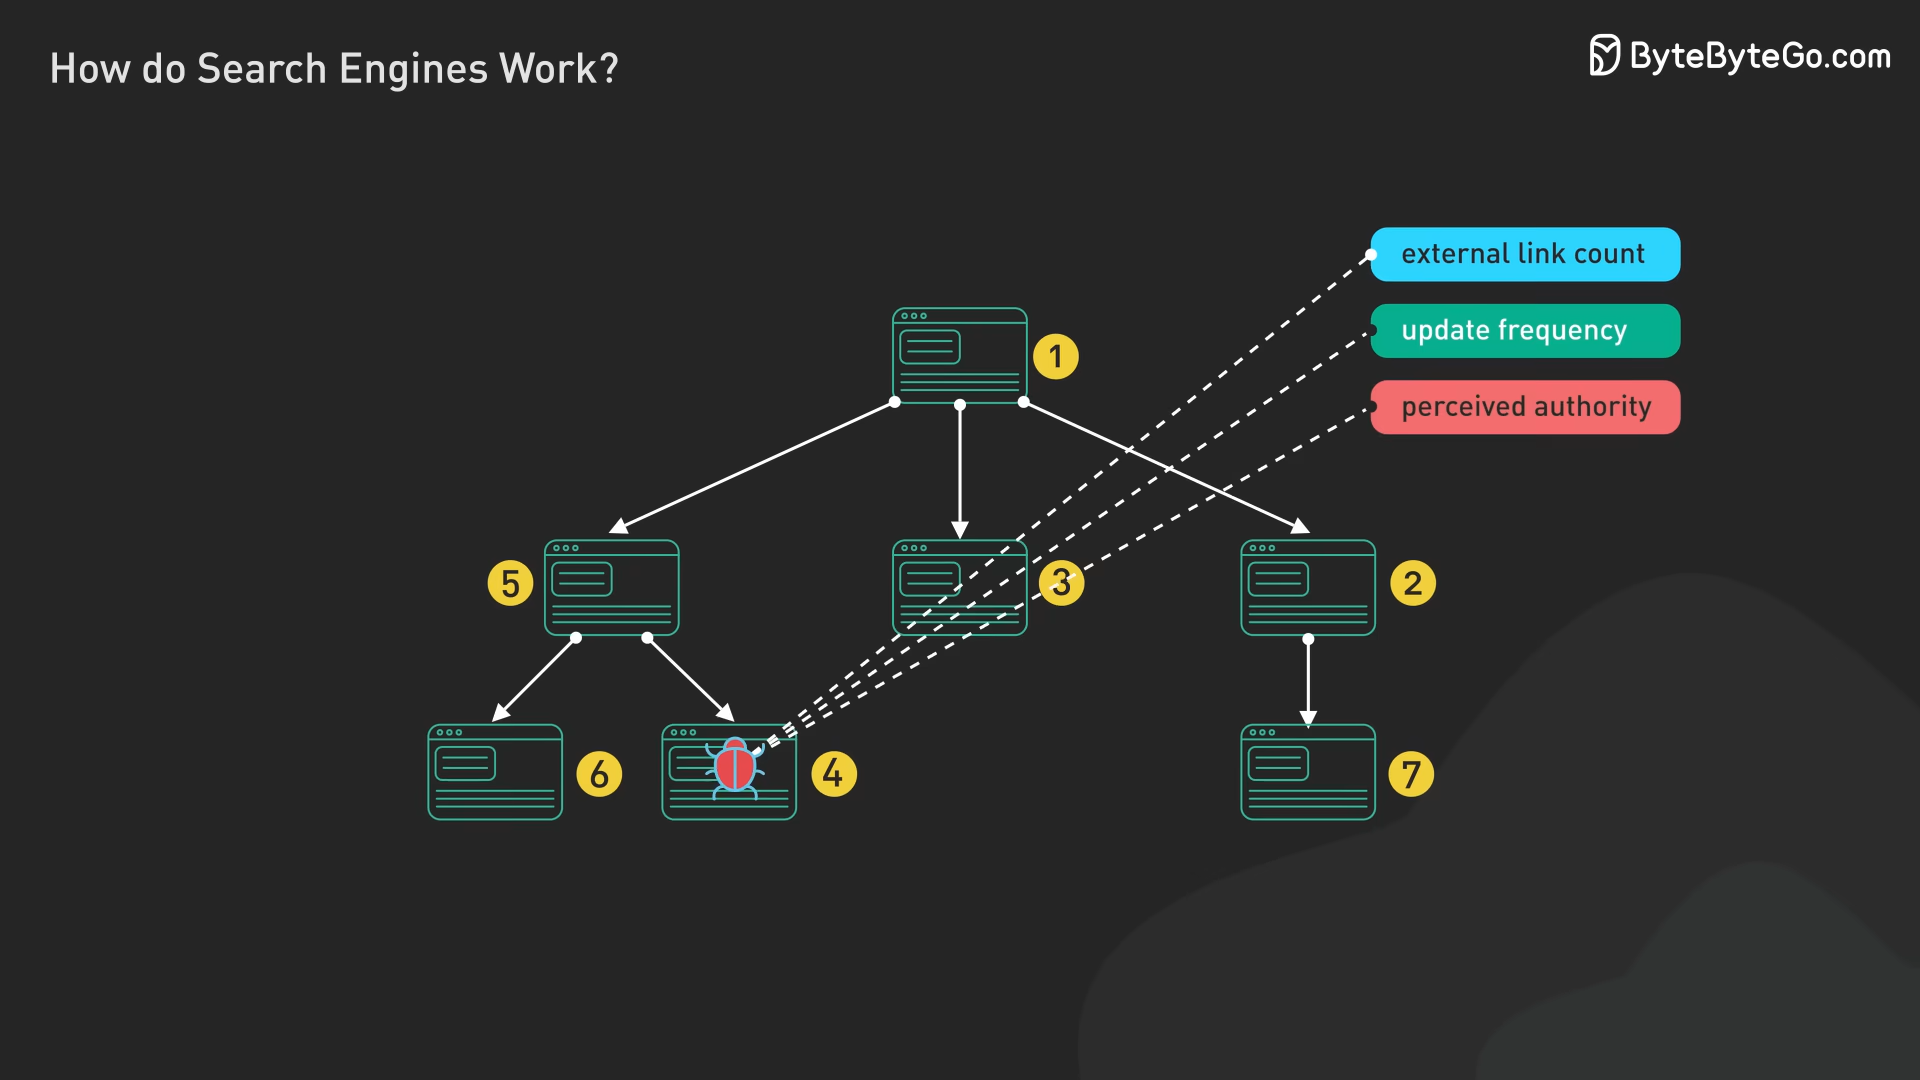 How do Search Engines Work?
ByteByteGo.com
external link count
update frequency
perceived authority
1
5
3
2
6
4
7